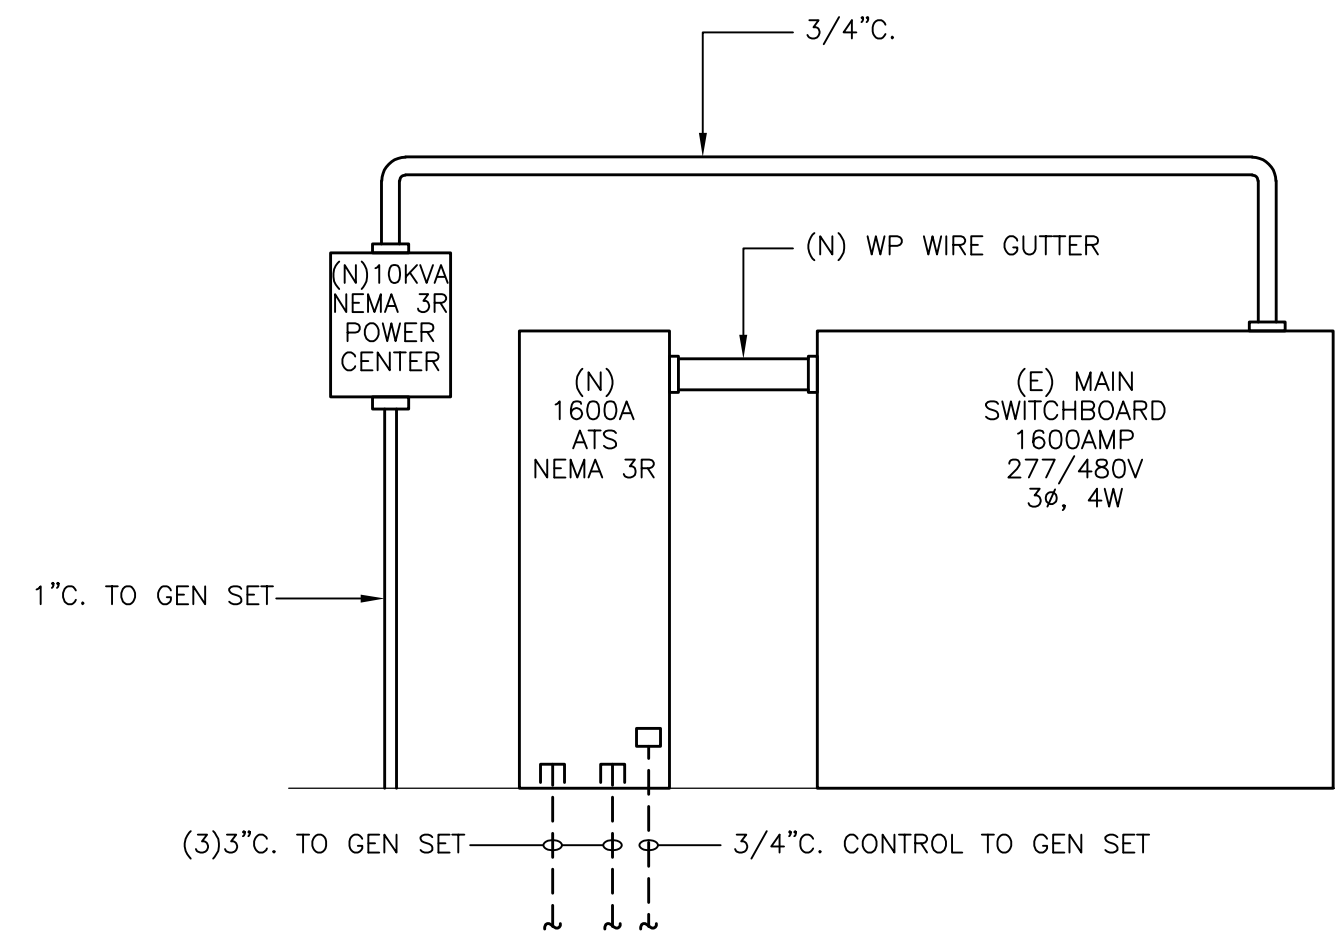 3/4"C.
(N) WP WIRE GUTTER
(N)10KVA
NEMA 3R
POWER
CENTER
(N)
1600A
ATS
NEMA 3R
(E) MAIN
SWITCHBOARD
1600AMP
277/480V
3ø, 4W
1"C. TO GEN SET
(3)3"C. TO GEN SET
3/4"C. CONTROL TO GEN SET